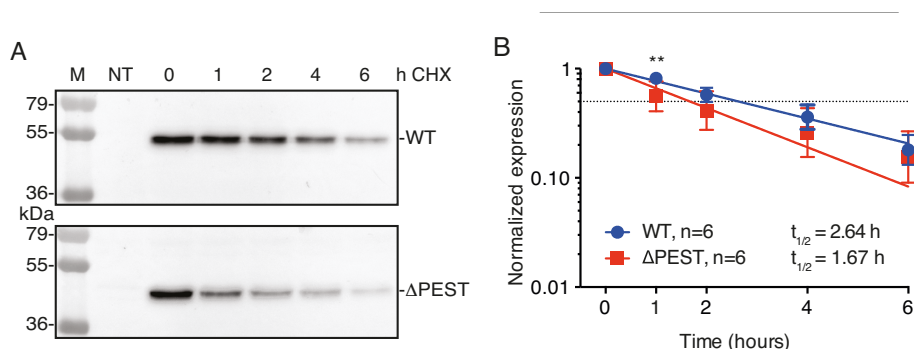 A
M NT 0 1 2 4 6 h CHX
79-
55-
36-
-WT
kDa
79-
55-
36-
-ΔPEST
B
Normalized expression
1
0.10
0.01
**
WT, n=6 t1/2 = 2.64 h
ΔPEST, n=6 t1/2 = 1.67 h
0 1 2 4 6
Time (hours)